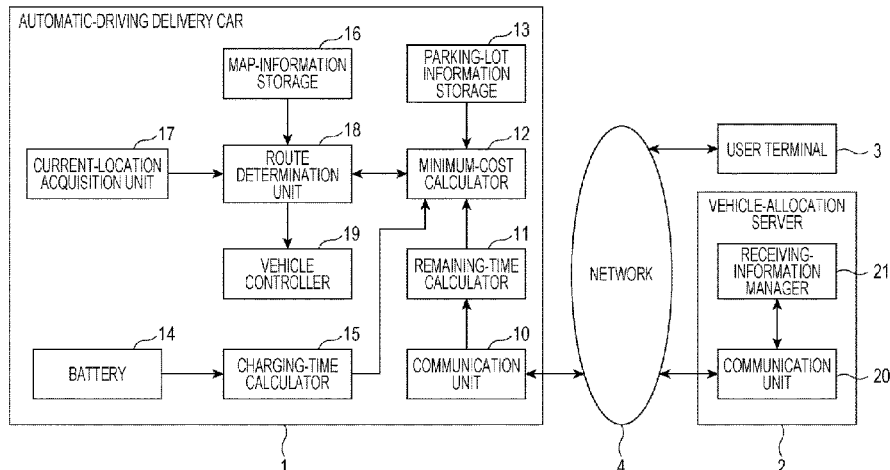 AUTOMATIC-DRIVING DELIVERY CAR
16
MAP-INFORMATION
STORAGE
13
PARKING-LOT
INFORMATION
STORAGE
17
CURRENT-LOCATION
ACQUISITION UNIT
18
ROUTE
DETERMINATION
UNIT
12
MINIMUM-COST
CALCULATOR
19
VEHICLE
CONTROLLER
11
REMAINING-TIME
CALCULATOR
14
BATTERY
15
CHARGING-TIME
CALCULATOR
10
COMMUNICATION
UNIT
1
NETWORK
4
USER TERMINAL
3
VEHICLE-ALLOCATION
SERVER
RECEIVING-
INFORMATION
MANAGER
21
COMMUNICATION
UNIT
20
2